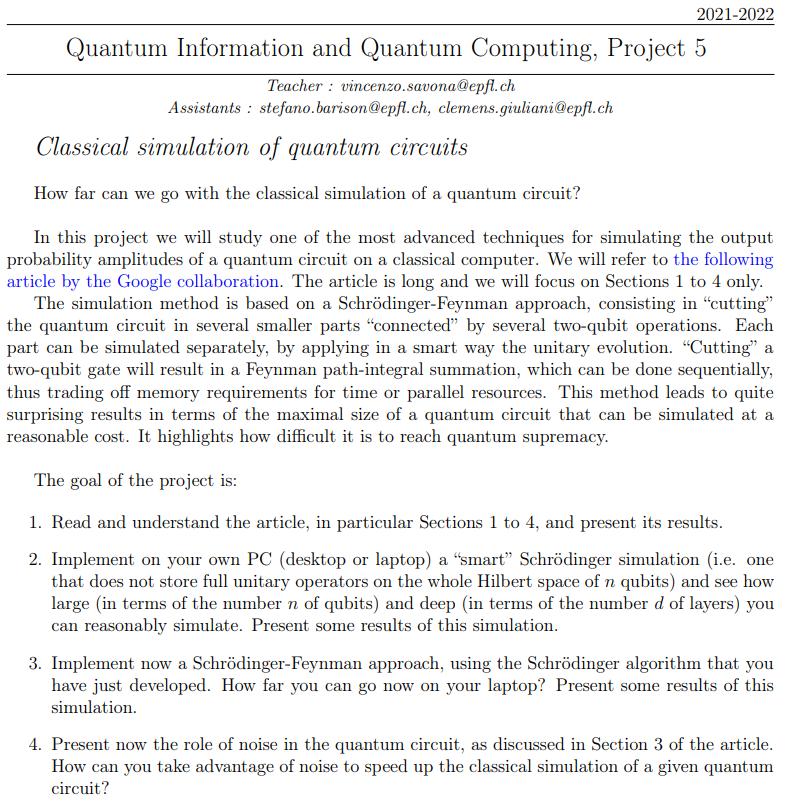 2021-2022
Quantum Information and Quantum Computing, Project 5
Teacher : vincenzo.savona@epfl.ch
Assistants : stefano.barison@epfl.ch, clemens.giuliani@epfl.ch
Classical simulation of quantum circuits
How far can we go with the classical simulation of a quantum circuit?
In this project we will study one of the most advanced techniques for simulating the output
probability amplitudes of a quantum circuit on a classical computer. We will refer to the following
article by the Google collaboration. The article is long and we will focus on Sections 1 to 4 only.
The simulation method is based on a Schrödinger-Feynman approach, consisting in “cutting”
the quantum circuit in several smaller parts “connected” by several two-qubit operations. Each
part can be simulated separately, by applying in a smart way the unitary evolution. “Cutting” a
two-qubit gate will result in a Feynman path-integral summation, which can be done sequentially,
thus trading off memory requirements for time or parallel resources. This method leads to quite
surprising results in terms of the maximal size of a quantum circuit that can be simulated at a
reasonable cost. It highlights how difficult it is to reach quantum supremacy.
The goal of the project is:
1. Read and understand the article, in particular Sections 1 to 4, and present its results.
2. Implement on your own PC (desktop or laptop) a “smart” Schrödinger simulation (i.e. one
that does not store full unitary operators on the whole Hilbert space of n qubits) and see how
large (in terms of the number n of qubits) and deep (in terms of the number d of layers) you
can reasonably simulate. Present some results of this simulation.
3. Implement now a Schrödinger-Feynman approach, using the Schrödinger algorithm that you
have just developed. How far you can go now on your laptop? Present some results of this
simulation.
4. Present now the role of noise in the quantum circuit, as discussed in Section 3 of the article.
How can you take advantage of noise to speed up the classical simulation of a given quantum
circuit?